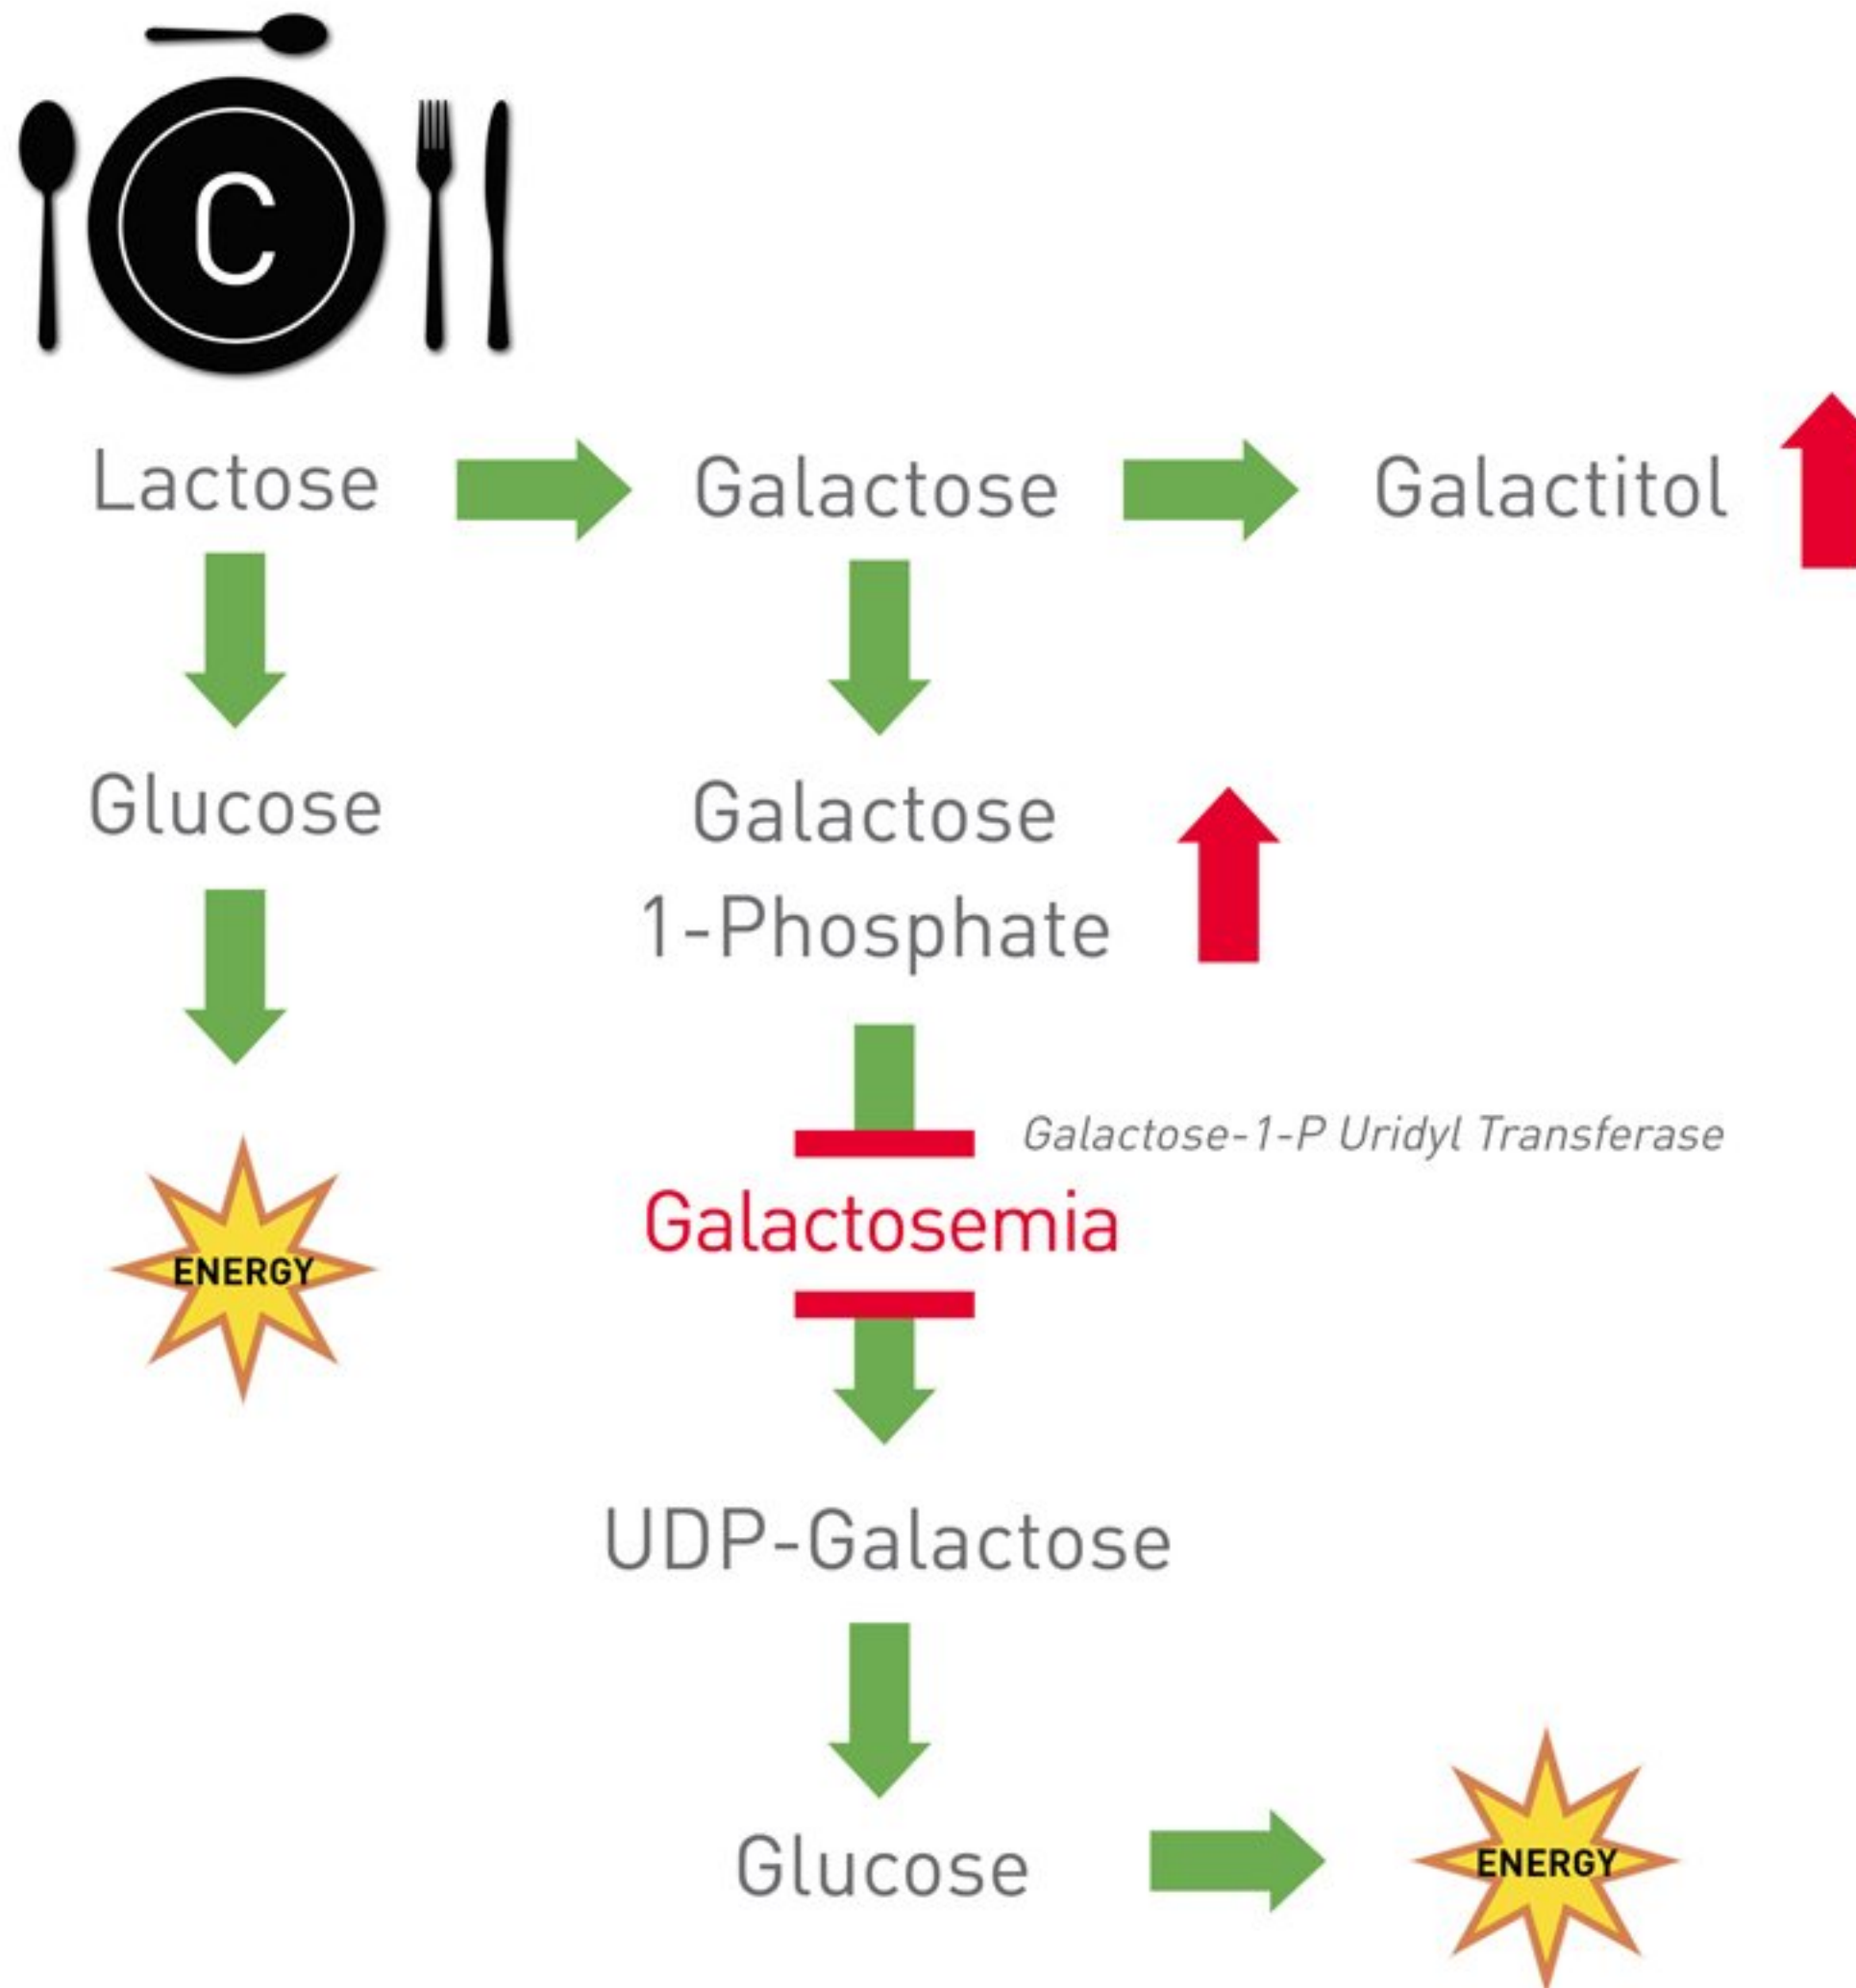 C
Lactose
Galactose
Galactitol
Glucose
Galactose
1-Phosphate
Galactose-1-P Uridyl Transferase
Galactosemia
ENERGY
UDP-Galactose
Glucose
ENERGY